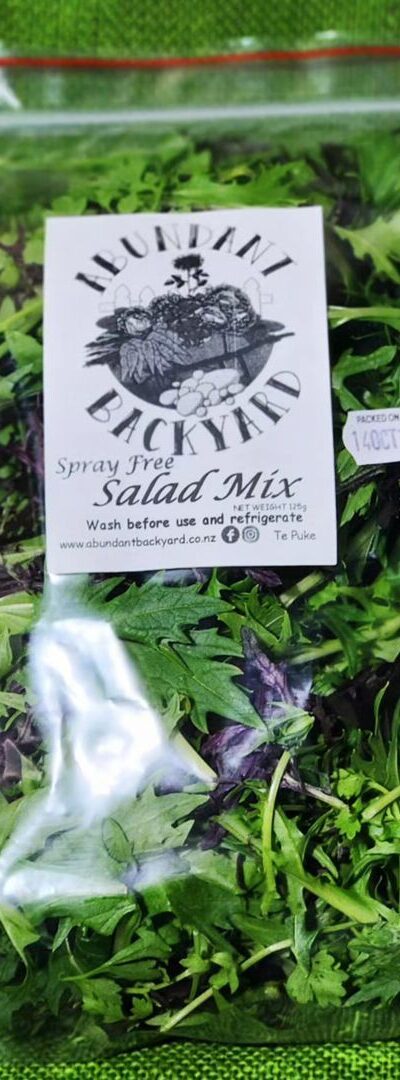 ABUNDANT
BACKYARD
Spray Free
Salad Mix
NET WEIGHT 125g
Wash before use and refrigerate
www.abundantbackyard.co.nz Te Puke
PACKED ON
14OCT